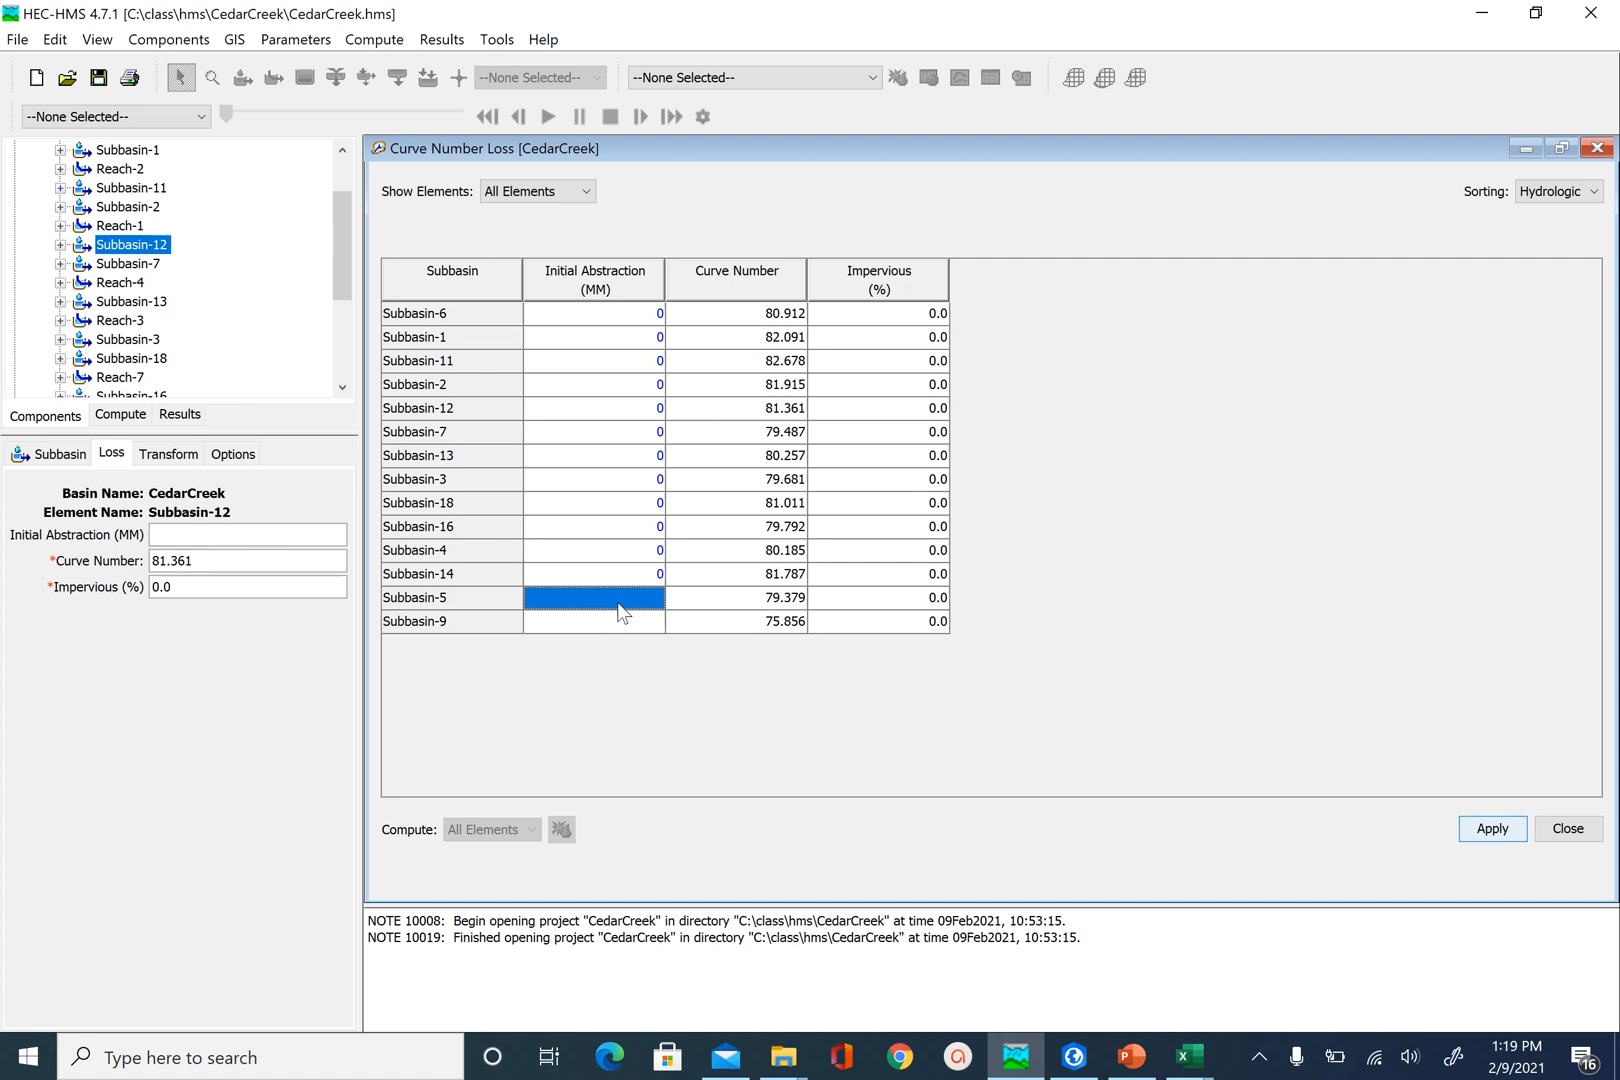 HEC-HMS 4.7.1 [C:\class\hms\CedarCreek\CedarCreek.hms]
File Edit View Components GIS Parameters Compute Results Tools Help
--None Selected-- --None Selected--
--None Selected--
Subbasin-1
Reach-2
Subbasin-11
Subbasin-2
Reach-1
Subbasin-12
Subbasin-7
Reach-4
Subbasin-13
Reach-3
Subbasin-3
Subbasin-18
Reach-7
Subbasin-16
Components Compute Results
Subbasin Loss Transform Options
Basin Name: CedarCreek
Element Name: Subbasin-12
Initial Abstraction (MM)
*Curve Number: 81.361
*Impervious (%) 0.0
Curve Number Loss [CedarCreek]
Show Elements: All Elements Sorting: Hydrologic
Subbasin Initial Abstraction (MM) Curve Number Impervious (%)
Subbasin-6 0 80.912 0.0
Subbasin-1 0 82.091 0.0
Subbasin-11 0 82.678 0.0
Subbasin-2 0 81.915 0.0
Subbasin-12 0 81.361 0.0
Subbasin-7 0 79.487 0.0
Subbasin-13 0 80.257 0.0
Subbasin-3 0 79.681 0.0
Subbasin-18 0 81.011 0.0
Subbasin-16 0 79.792 0.0
Subbasin-4 0 80.185 0.0
Subbasin-14 0 81.787 0.0
Subbasin-5 79.379 0.0
Subbasin-9 75.856 0.0
Compute: All Elements Apply Close
NOTE 10008: Begin opening project "CedarCreek" in directory "C:\class\hms\CedarCreek" at time 09Feb2021, 10:53:15.
NOTE 10019: Finished opening project "CedarCreek" in directory "C:\class\hms\CedarCreek" at time 09Feb2021, 10:53:15.
Type here to search
1:19 PM
2/9/2021
16